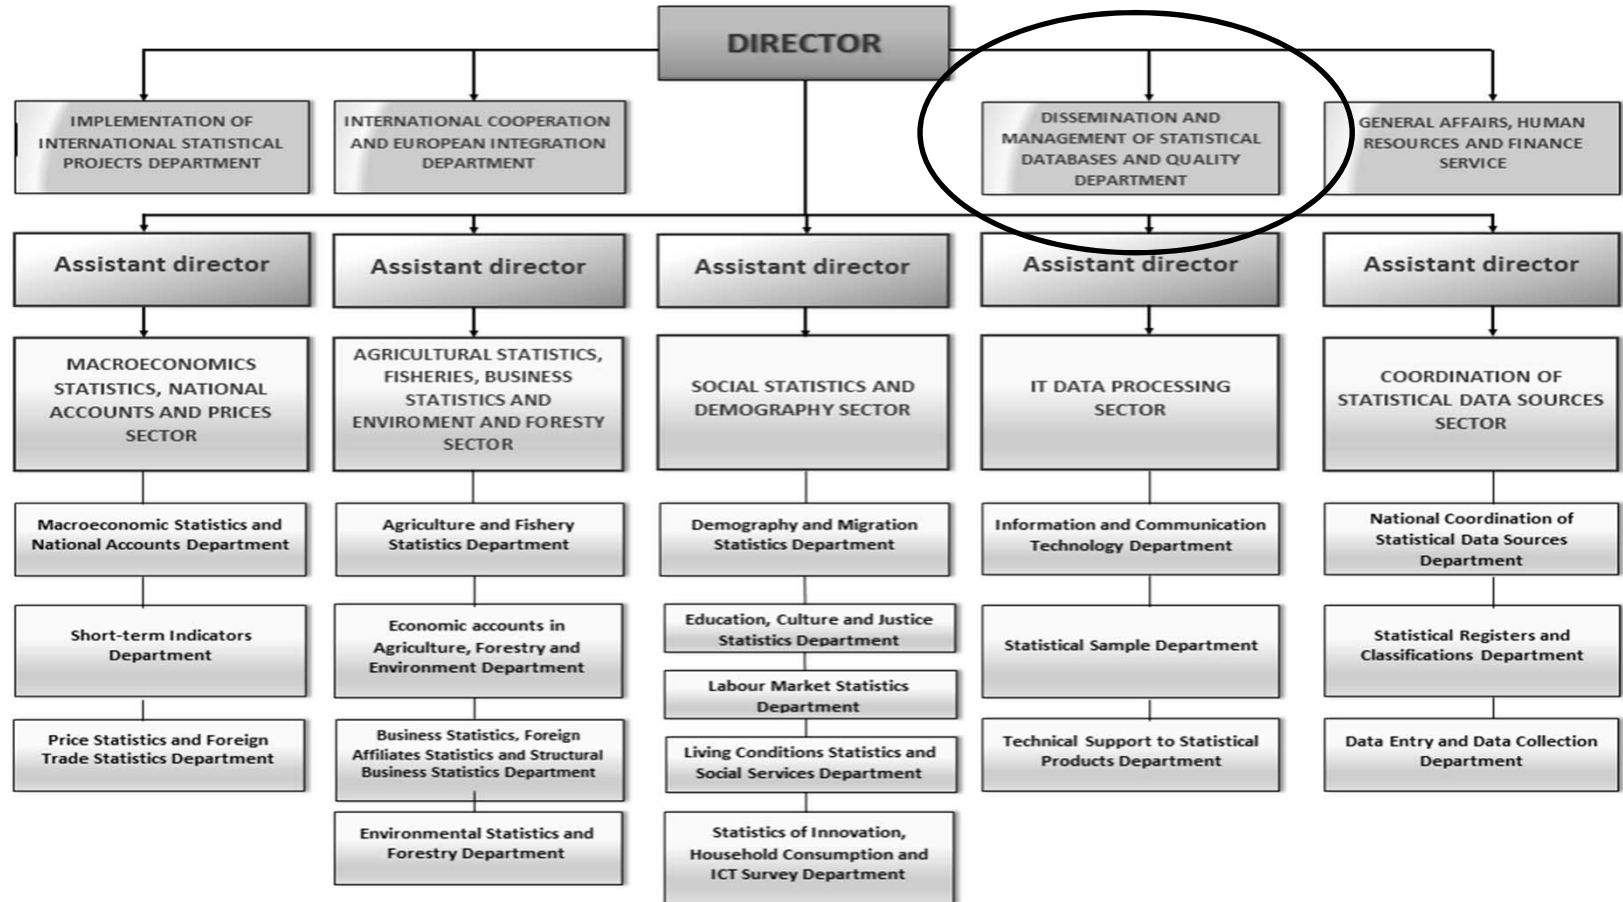 DIRECTOR
IMPLEMENTATION OF
INTERNATIONAL STATISTICAL
PROJECTS DEPARTMENT
INTERNATIONAL COOPERATION
AND EUROPEAN INTEGRATION
DEPARTMENT
DISSEMINATION AND
MANAGEMENT OF STATISTICAL
DATABASES AND QUALITY
DEPARTMENT
GENERAL AFFAIRS, HUMAN
RESOURCES AND FINANCE
SERVICE
Assistant director
Assistant director
Assistant director
Assistant director
Assistant director
MACROECONOMICS
STATISTICS, NATIONAL
ACCOUNTS AND PRICES
SECTOR
AGRICULTURAL STATISTICS,
FISHERIES, BUSINESS
STATISTICS AND
ENVIROMENT AND FORESTY
SECTOR
SOCIAL STATISTICS AND
DEMOGRAPHY SECTOR
IT DATA PROCESSING
SECTOR
COORDINATION OF
STATISTICAL DATA SOURCES
SECTOR
Macroeconomic Statistics and
National Accounts Department
Agriculture and Fishery
Statistics Department
Demography and Migration
Statistics Department
Information and Communication
Technology Department
National Coordination of
Statistical Data Sources
Department
Short-term Indicators
Department
Economic accounts in
Agriculture, Forestry and
Environment Department
Education, Culture and Justice
Statistics Department
Statistical Sample Department
Statistical Registers and
Classifications Department
Labour Market Statistics
Department
Price Statistics and Foreign
Trade Statistics Department
Business Statistics, Foreign
Affiliates Statistics and Structural
Business Statistics Department
Living Conditions Statistics and
Social Services Department
Technical Support to Statistical
Products Department
Data Entry and Data Collection
Department
Environmental Statistics and
Forestry Department
Statistics of Innovation,
Household Consumption and
ICT Survey Department